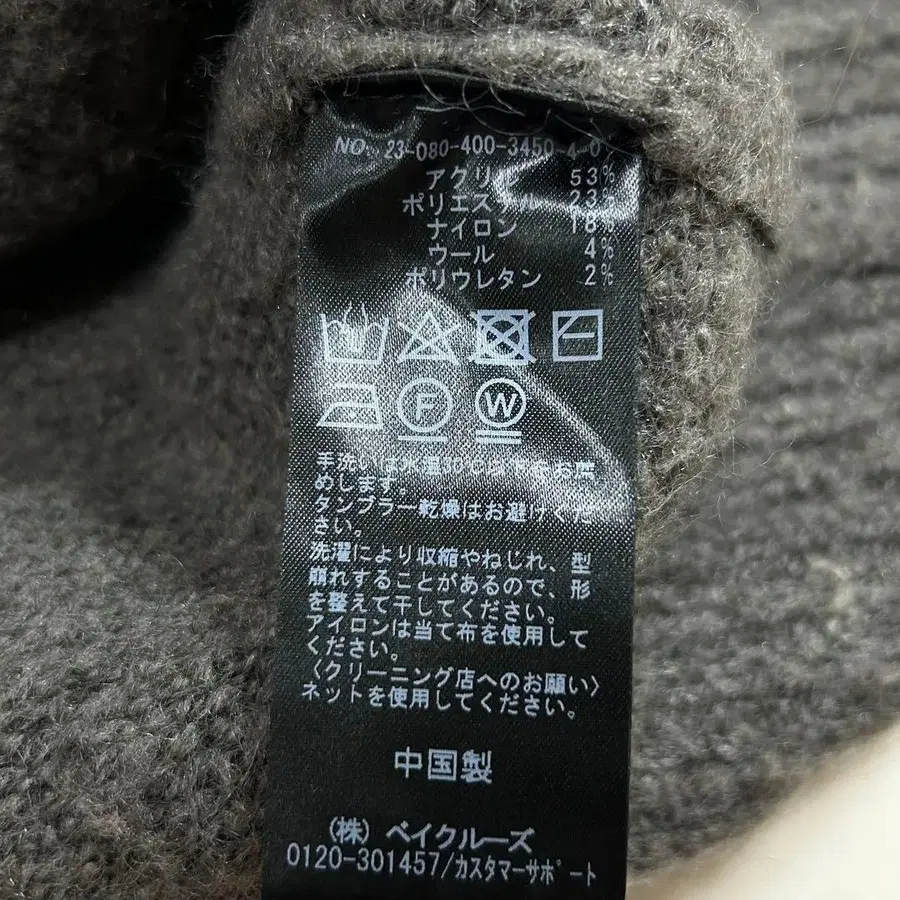 NO. 23-080-400-3450-4-0
アクリル 53%
ポリエステル 23%
ナイロン 18%
ウール 4%
ポリウレタン 2%
F W
手洗いは水温30℃以下をお薦
めします。
タンブラー乾燥はお避けくだ
さい。
洗濯により収縮やねじれ、型
崩れすることがあるので、形
を整えて干してください。
アイロンは当て布を使用して
ください。
〈クリーニング店へのお願い〉
ネットを使用してください。
中国製
(株) ベイクルーズ
0120-301457/カスタマーサポート